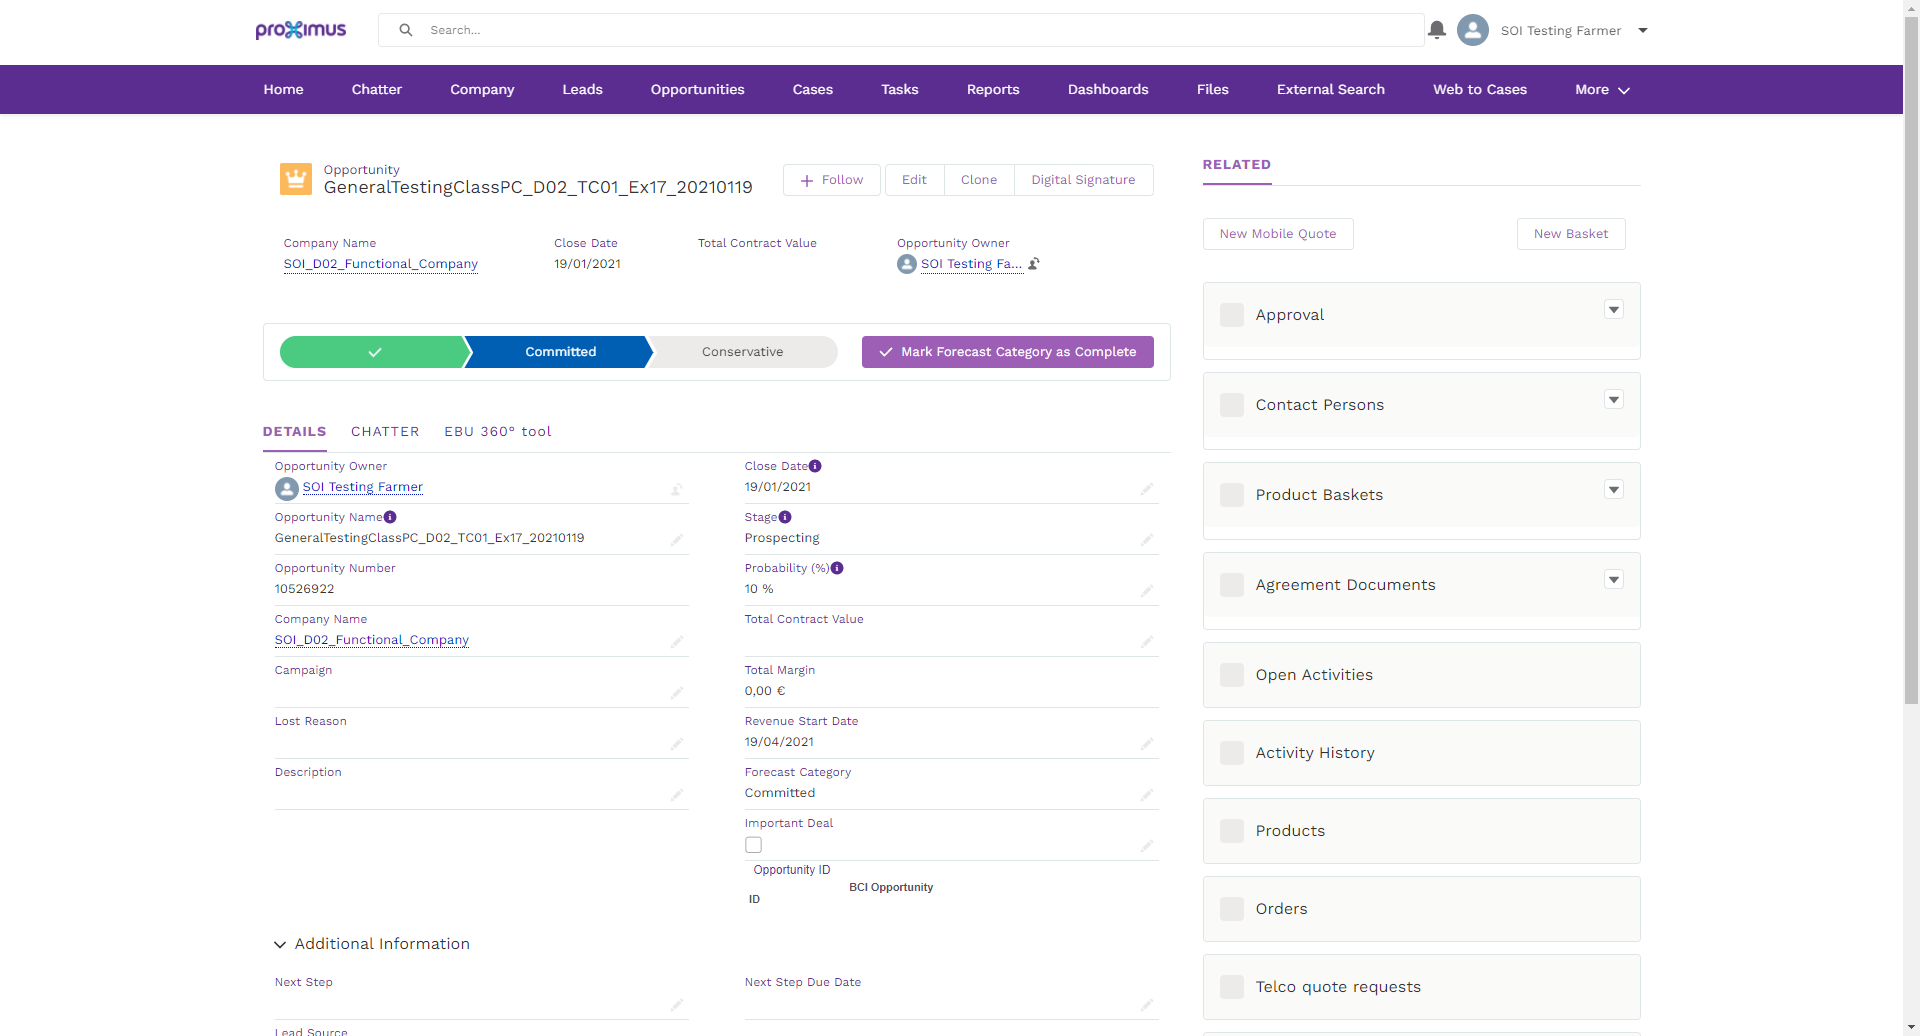 proximus
Search...
SOI Testing Farmer
Home
Chatter
Company
Leads
Opportunities
Cases
Tasks
Reports
Dashboards
Files
External Search
Web to Cases
More
Opportunity
GeneralTestingClassPC_D02_TC01_Ex17_20210119
Follow
Edit
Clone
Digital Signature
Company Name
SOI_D02_Functional_Company
Close Date
19/01/2021
Total Contract Value
Opportunity Owner
SOI Testing Fa...
Committed
Conservative
Mark Forecast Category as Complete
DETAILS
CHATTER
EBU 360° tool
Opportunity Owner
SOI Testing Farmer
Opportunity Name
GeneralTestingClassPC_D02_TC01_Ex17_20210119
Opportunity Number
10526922
Company Name
SOI_D02_Functional_Company
Campaign
Lost Reason
Description
Close Date
19/01/2021
Stage
Prospecting
Probability (%)
10 %
Total Contract Value
Total Margin
0,00 €
Revenue Start Date
19/04/2021
Forecast Category
Committed
Important Deal
Opportunity ID
BCI Opportunity
ID
Additional Information
Next Step
Next Step Due Date
Lead Source
RELATED
New Mobile Quote
New Basket
Approval
Contact Persons
Product Baskets
Agreement Documents
Open Activities
Activity History
Products
Orders
Telco quote requests